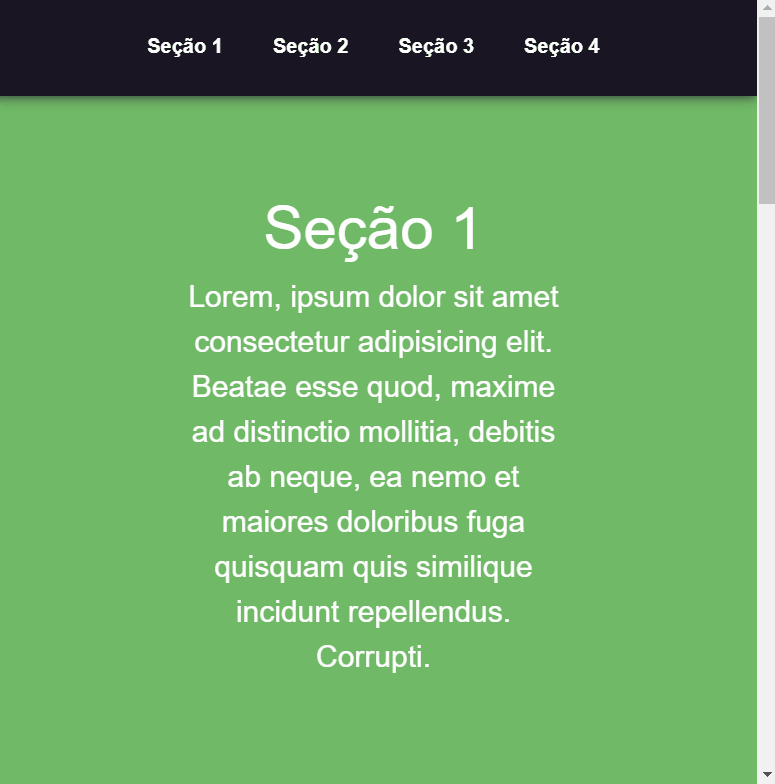 Seção 1 Seção 2 Seção 3 Seção 4
Seção 1
Lorem, ipsum dolor sit amet
consectetur adipisicing elit.
Beatae esse quod, maxime
ad distinctio mollitia, debitis
ab neque, ea nemo et
maiores doloribus fuga
quisquam quis similique
incidunt repellendus.
Corrupti.